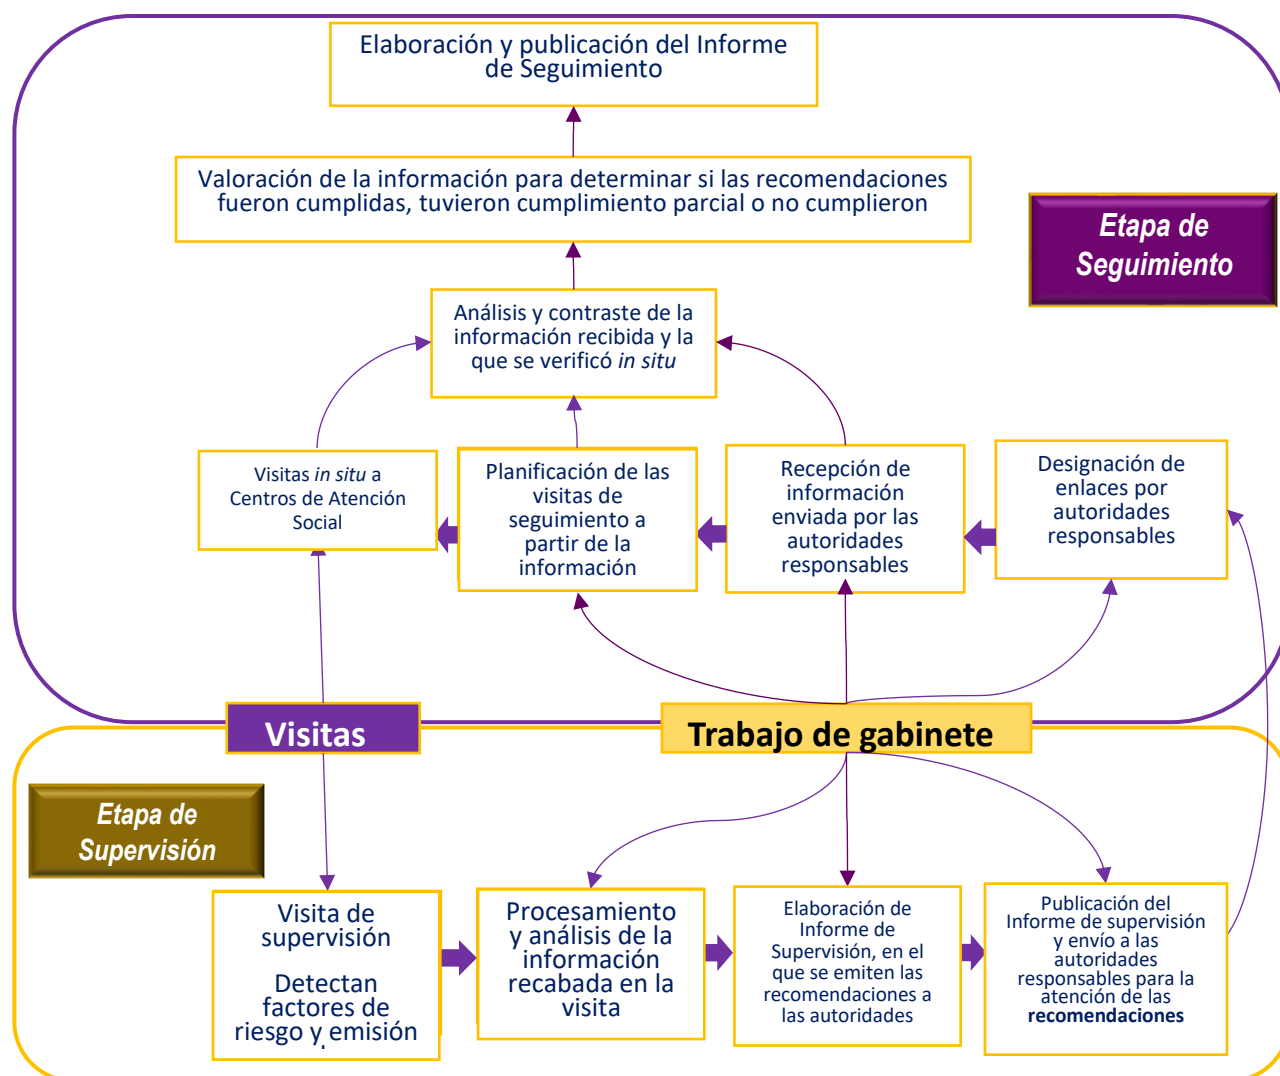 Elaboración y publicación del Informe
de Seguimiento
Valoración de la información para determinar si las recomendaciones
fueron cumplidas, tuvieron cumplimiento parcial o no cumplieron
Etapa de
Seguimiento
Análisis y contraste de la
información recibida y la
que se verificó in situ
Visitas in situ a
Centros de Atención
Social
Planificación de las
visitas de
seguimiento a
partir de la
información
Recepción de
información
enviada por las
autoridades
responsables
Designación de
enlaces por
autoridades
responsables
Visitas
Trabajo de gabinete
Etapa de
Supervisión
Visita de
supervisión
Detectan
factores de
riesgo y emisión
Procesamiento
y análisis de la
información
recabada en la
visita
Elaboración de
Informe de
Supervisión, en el
que se emiten las
recomendaciones a
las autoridades
Publicación del
Informe de supervisión
y envío a las
autoridades
responsables para la
atención de las
recomendaciones